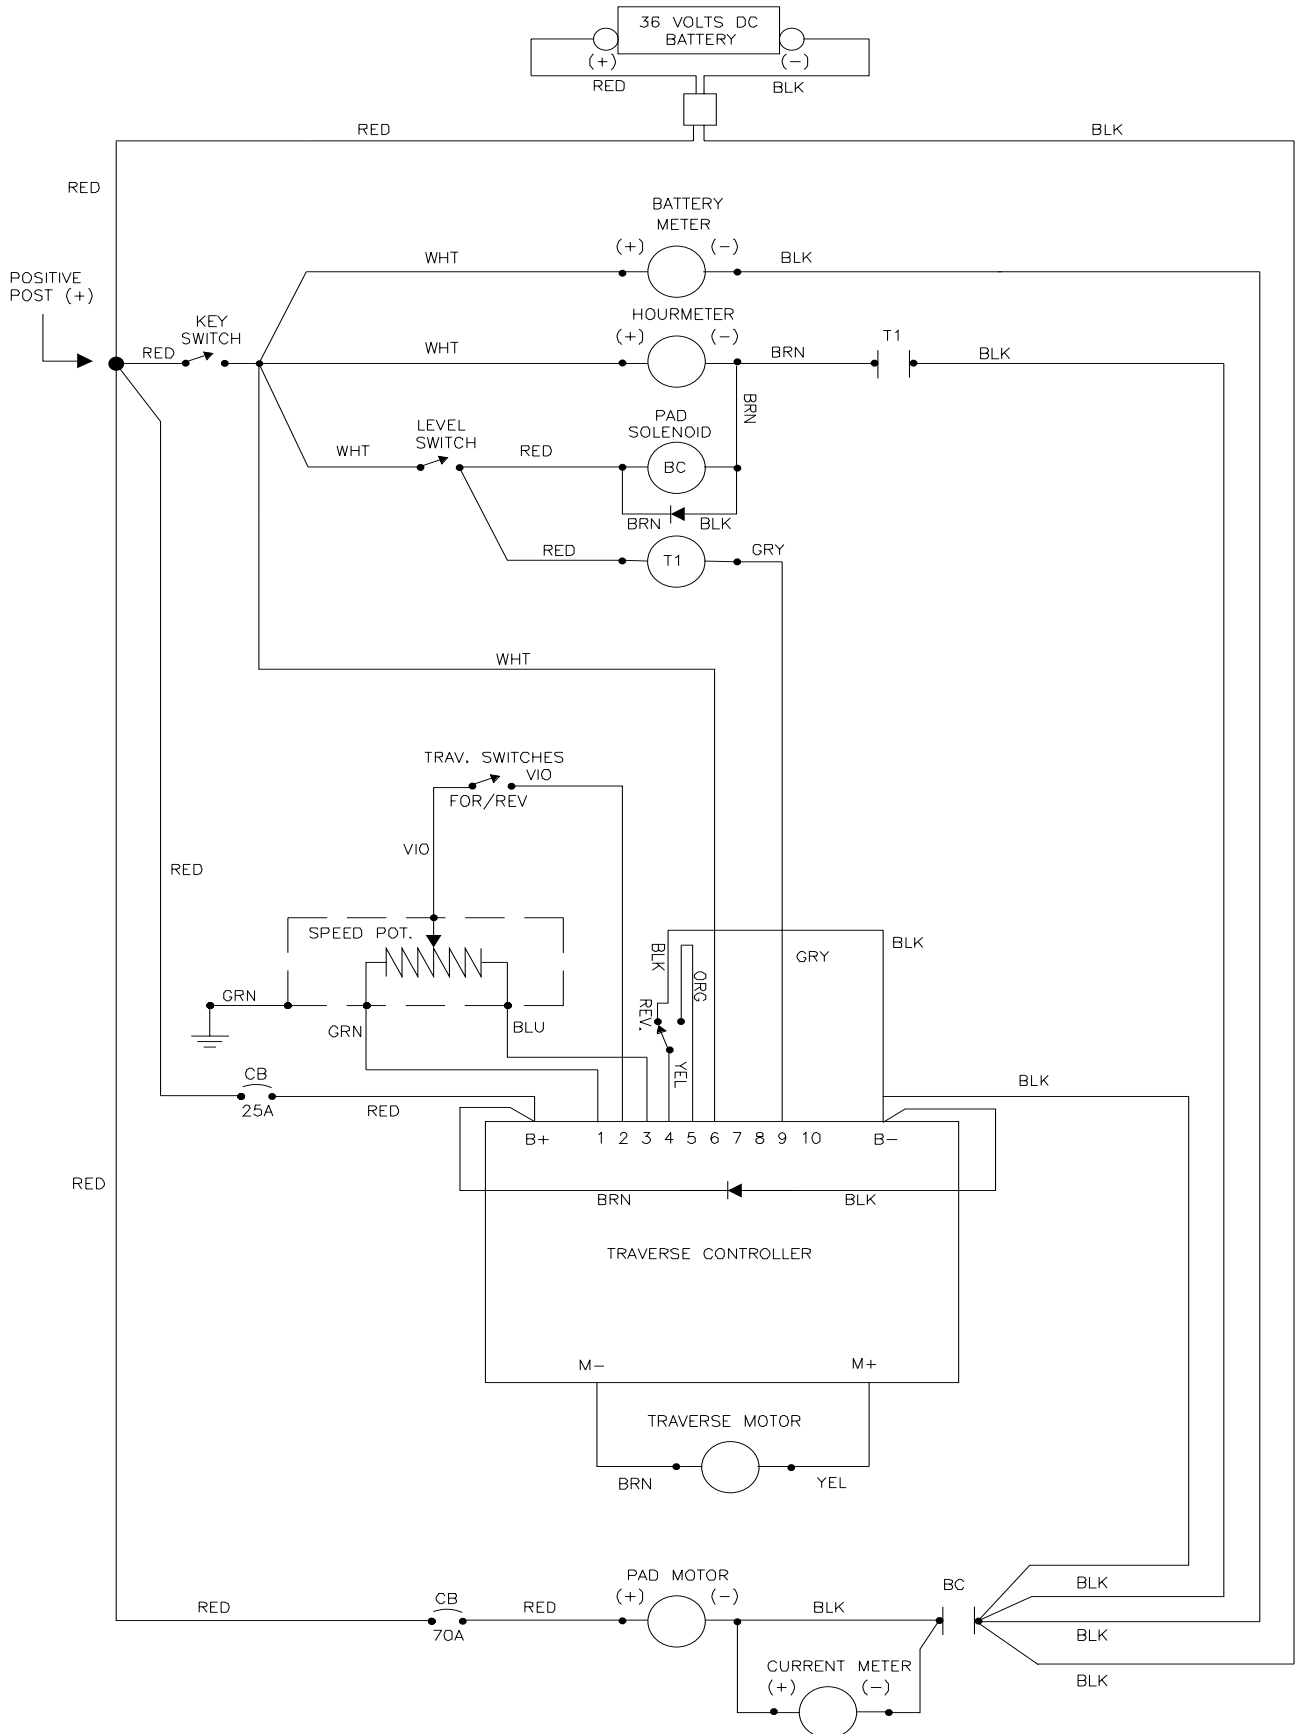 36 VOLTS DC
BATTERY
(+)
(-)
RED
BLK
RED
BLK
RED
BATTERY
METER
(+)
(-)
WHT
BLK
POSITIVE
POST (+)
KEY
SWITCH
RED
HOURMETER
(+)
(-)
WHT
BRN
T1
BLK
BRN
LEVEL
SWITCH
PAD
SOLENOID
WHT
RED
BC
BRN
BLK
RED
T1
GRY
WHT
TRAV. SWITCHES
VIO
FOR/REV
VIO
RED
SPEED POT.
BLK
BLK
ORG
GRY
GRN
GRN
BLU
REV.
YEL
CB
25A
RED
BLK
B+
1 2 3 4 5 6 7 8 9 10
B-
RED
BRN
BLK
TRAVERSE CONTROLLER
M-
M+
TRAVERSE MOTOR
BRN
YEL
PAD MOTOR
(+)
(-)
BC
BLK
CB
70A
RED
RED
BLK
BLK
BLK
CURRENT METER
(+)
(-)